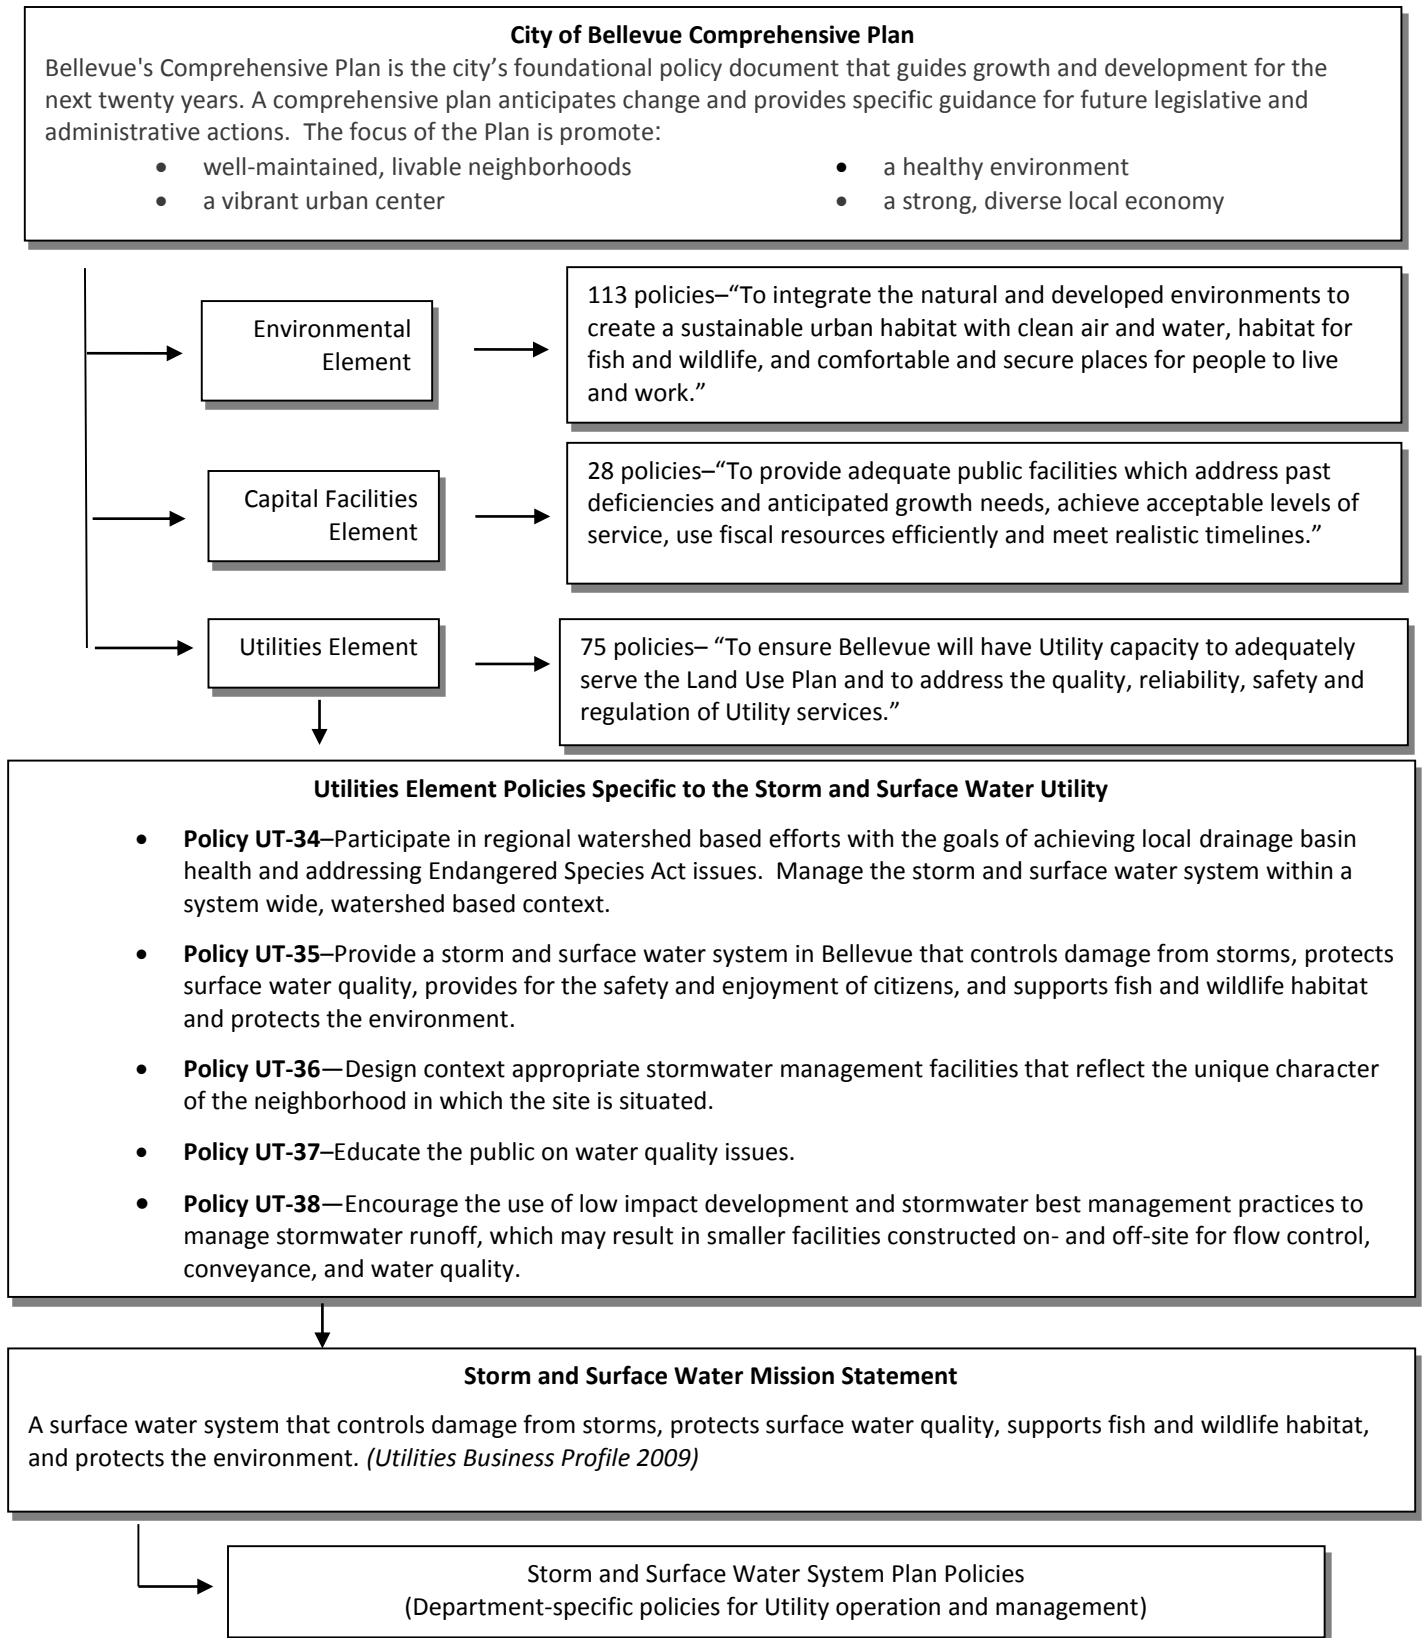 City of Bellevue Comprehensive Plan
Bellevue's Comprehensive Plan is the city’s foundational policy document that guides growth and development for the
next twenty years. A comprehensive plan anticipates change and provides specific guidance for future legislative and
administrative actions.  The focus of the Plan is promote:
• well-maintained, livable neighborhoods
• a vibrant urban center
• a healthy environment
• a strong, diverse local economy
Environmental
Element
113 policies–“To integrate the natural and developed environments to
create a sustainable urban habitat with clean air and water, habitat for
fish and wildlife, and comfortable and secure places for people to live
and work.”
Capital Facilities
Element
28 policies–“To provide adequate public facilities which address past
deficiencies and anticipated growth needs, achieve acceptable levels of
service, use fiscal resources efficiently and meet realistic timelines.”
Utilities Element
75 policies– “To ensure Bellevue will have Utility capacity to adequately
serve the Land Use Plan and to address the quality, reliability, safety and
regulation of Utility services.”
Utilities Element Policies Specific to the Storm and Surface Water Utility
• Policy UT-34–Participate in regional watershed based efforts with the goals of achieving local drainage basin
health and addressing Endangered Species Act issues.  Manage the storm and surface water system within a
system wide, watershed based context.
• Policy UT-35–Provide a storm and surface water system in Bellevue that controls damage from storms, protects
surface water quality, provides for the safety and enjoyment of citizens, and supports fish and wildlife habitat
and protects the environment.
• Policy UT-36—Design context appropriate stormwater management facilities that reflect the unique character
of the neighborhood in which the site is situated.
• Policy UT-37–Educate the public on water quality issues.
• Policy UT-38—Encourage the use of low impact development and stormwater best management practices to
manage stormwater runoff, which may result in smaller facilities constructed on- and off-site for flow control,
conveyance, and water quality.
Storm and Surface Water Mission Statement
A surface water system that controls damage from storms, protects surface water quality, supports fish and wildlife habitat,
and protects the environment. (Utilities Business Profile 2009)
Storm and Surface Water System Plan Policies
(Department-specific policies for Utility operation and management)